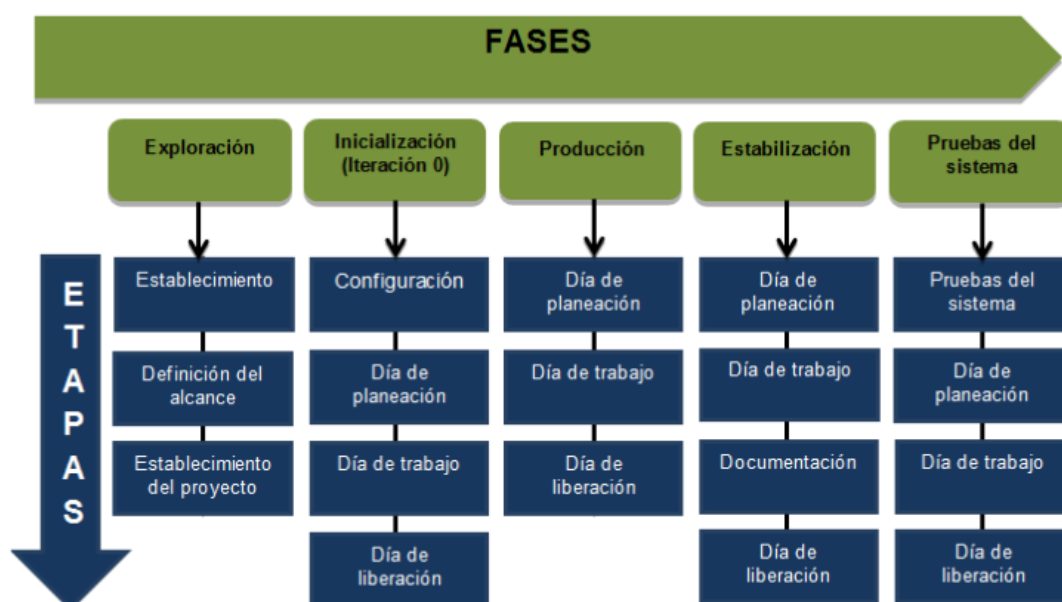 FASES
Exploración
Inicialización
(Iteración 0)
Producción
Estabilización
Pruebas del
sistema
ETAPAS
Establecimiento
Definición del
alcance
Establecimiento
del proyecto
Configuración
Día de
planeación
Día de trabajo
Día de
liberación
Día de
planeación
Día de trabajo
Día de
liberación
Día de
planeación
Día de trabajo
Documentación
Día de
liberación
Pruebas del
sistema
Día de
planeación
Día de trabajo
Día de
liberación